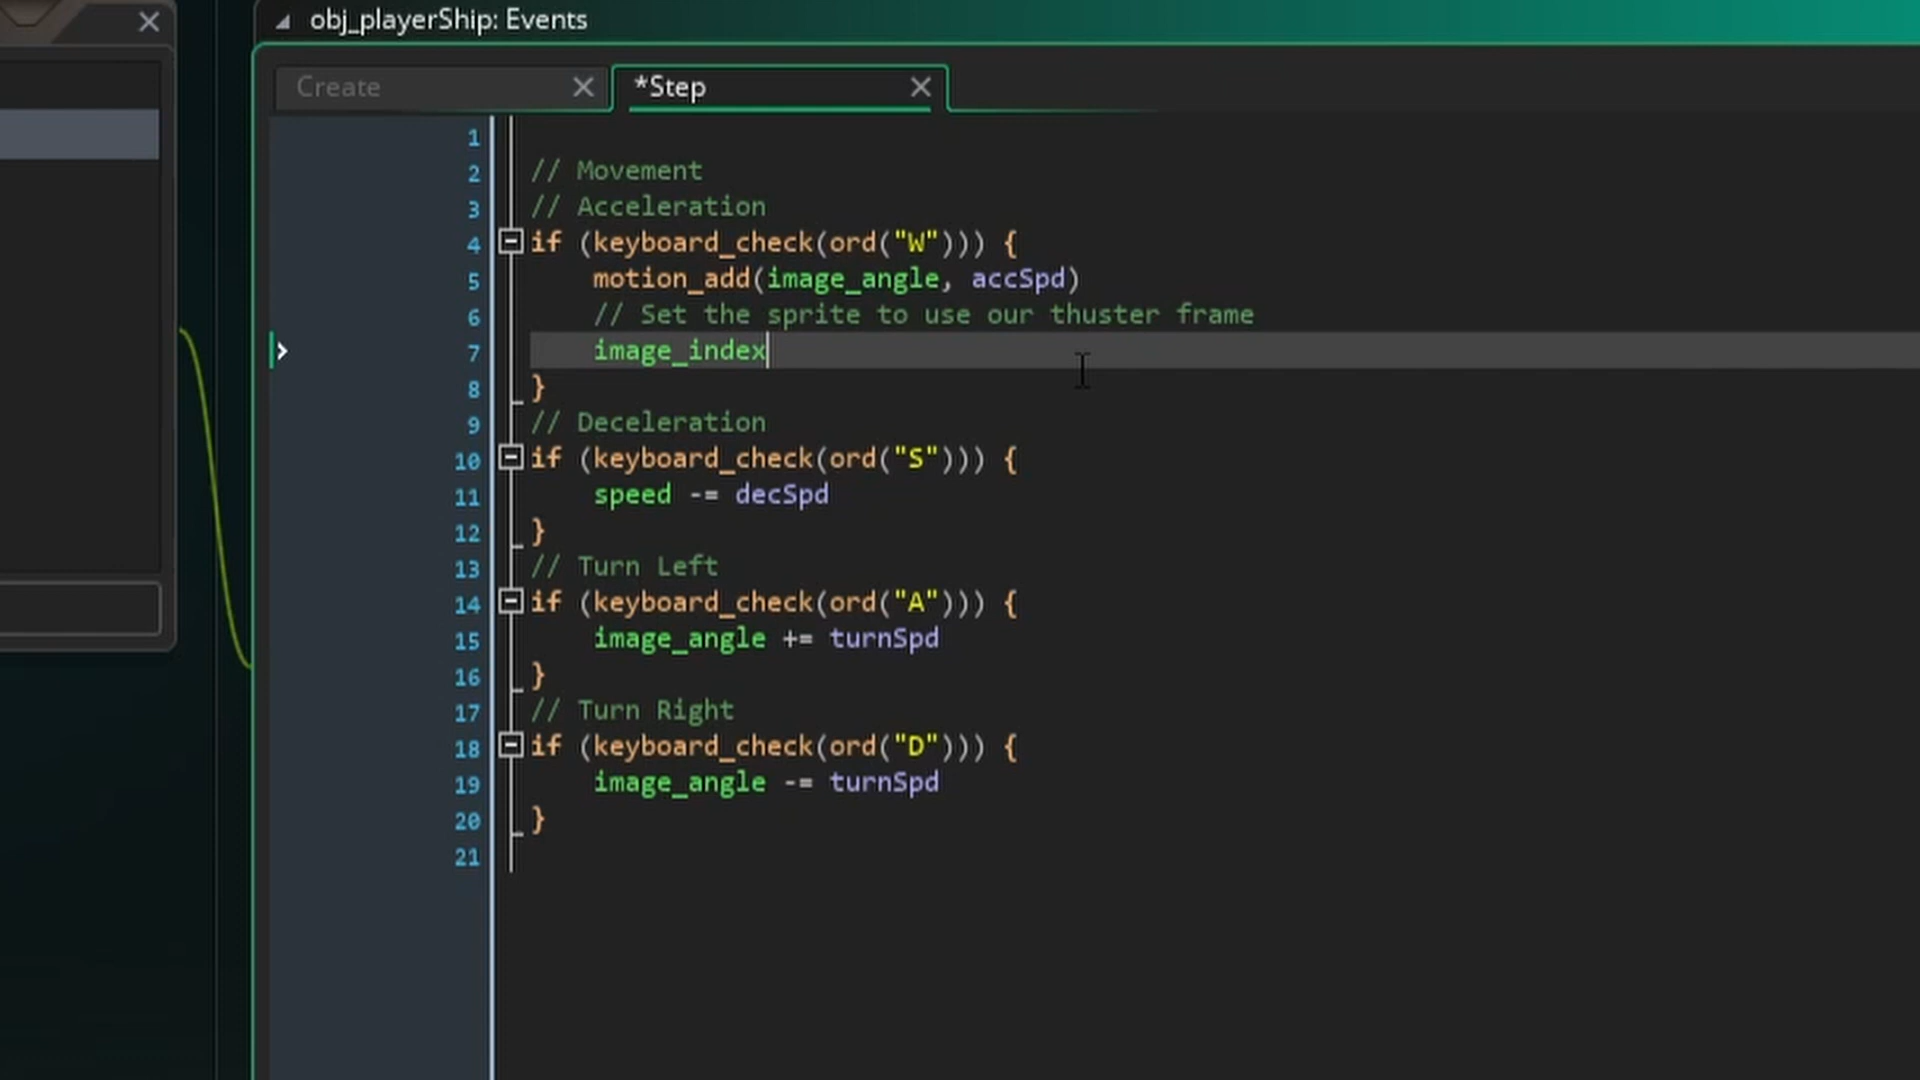 obj_playerShip: Events
Create
*Step
1
2 // Movement
3 // Acceleration
4 if (keyboard_check(ord("W"))) {
5 motion_add(image_angle, accSpd)
6 // Set the sprite to use our thuster frame
7 image_index
8 }
9 // Deceleration
10 if (keyboard_check(ord("S"))) {
11 speed -= decSpd
12 }
13 // Turn Left
14 if (keyboard_check(ord("A"))) {
15 image_angle += turnSpd
16 }
17 // Turn Right
18 if (keyboard_check(ord("D"))) {
19 image_angle -= turnSpd
20 }
21